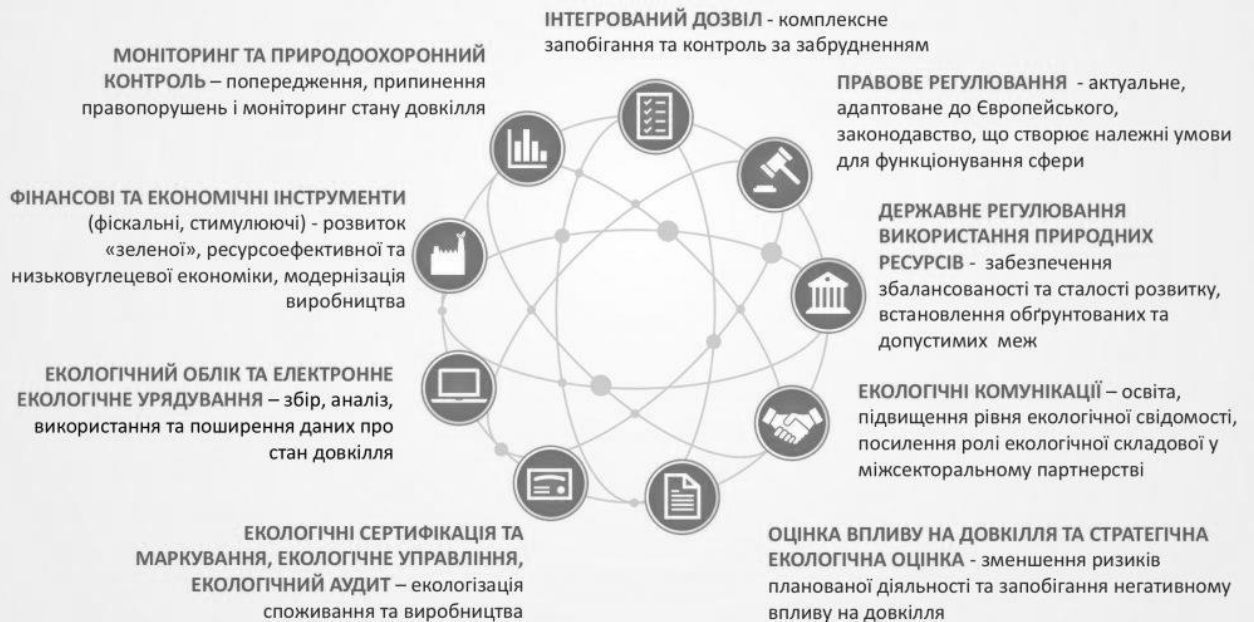 ІНТЕГРОВАНИЙ ДОЗВІЛ - комплексне
запобігання та контроль за забрудненням
ПРАВОВЕ РЕГУЛЮВАННЯ - актуальне,
адаптоване до Європейського,
законодавство, що створює належні умови
для функціонування сфери
ДЕРЖАВНЕ РЕГУЛЮВАННЯ
ВИКОРИСТАННЯ ПРИРОДНИХ
РЕСУРСІВ - забезпечення
збалансованості та сталості розвитку,
встановлення обґрунтованих та
допустимих меж
ЕКОЛОГІЧНІ КОМУНІКАЦІЇ – освіта,
підвищення рівня екологічної свідомості,
посилення ролі екологічної складової у
міжсекторальному партнерстві
ОЦІНКА ВПЛИВУ НА ДОВКІЛЛЯ ТА СТРАТЕГІЧНА
ЕКОЛОГІЧНА ОЦІНКА - зменшення ризиків
планованої діяльності та запобігання негативному
впливу на довкілля
ЕКОЛОГІЧНІ СЕРТИФІКАЦІЯ ТА
МАРКУВАННЯ, ЕКОЛОГІЧНЕ УПРАВЛІННЯ,
ЕКОЛОГІЧНИЙ АУДИТ – екологізація
споживання та виробництва
ЕКОЛОГІЧНИЙ ОБЛІК ТА ЕЛЕКТРОННЕ
ЕКОЛОГІЧНЕ УРЯДУВАННЯ – збір, аналіз,
використання та поширення даних про
стан довкілля
ФІНАНСОВІ ТА ЕКОНОМІЧНІ ІНСТРУМЕНТИ
(фіскальні, стимулюючі) - розвиток
«зеленої», ресурсоефективної та
низьковуглецевої економіки, модернізація
виробництва
МОНІТОРИНГ ТА ПРИРОДООХОРОННИЙ
КОНТРОЛЬ – попередження, припинення
правопорушень і моніторинг стану довкілля